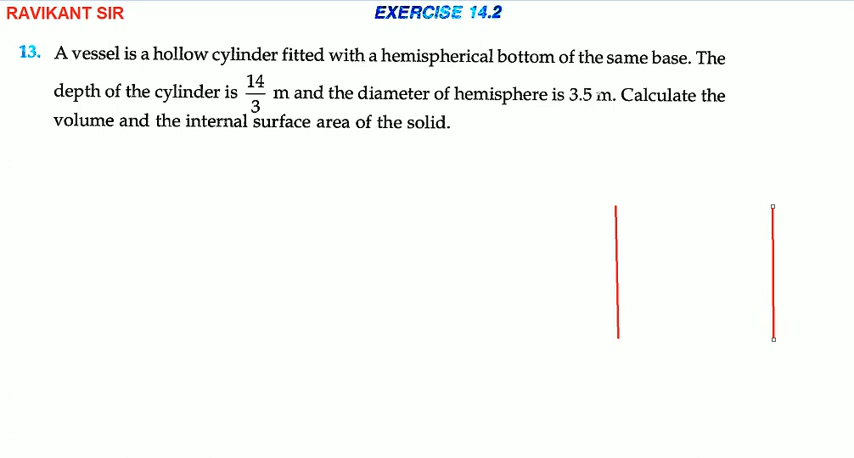 RAVIKANT SIR
EXERCISE 14.2
13. A vessel is a hollow cylinder fitted with a hemispherical bottom of the same base. The
depth of the cylinder is 14/3 m and the diameter of hemisphere is 3.5 m. Calculate the
volume and the internal surface area of the solid.